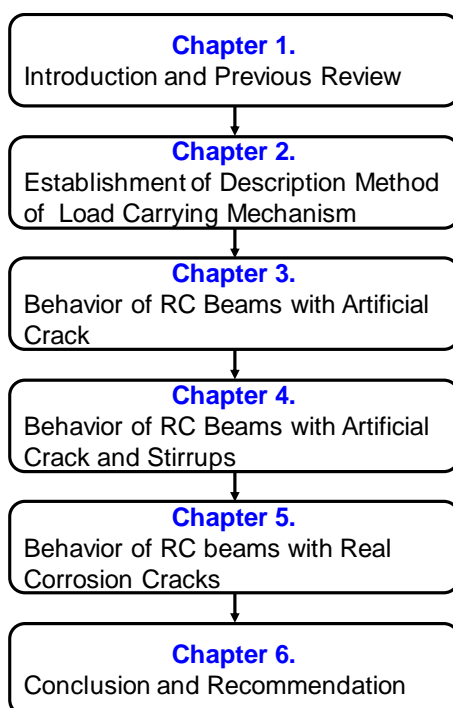 Chapter 1.
Introduction and Previous Review
Chapter 2.
Establishment of Description Method
of Load Carrying Mechanism
Chapter 3.
Behavior of RC Beams with Artificial
Crack
Chapter 4.
Behavior of RC Beams with Artificial
Crack and Stirrups
Chapter 5.
Behavior of RC beams with Real
Corrosion Cracks
Chapter 6.
Conclusion and Recommendation